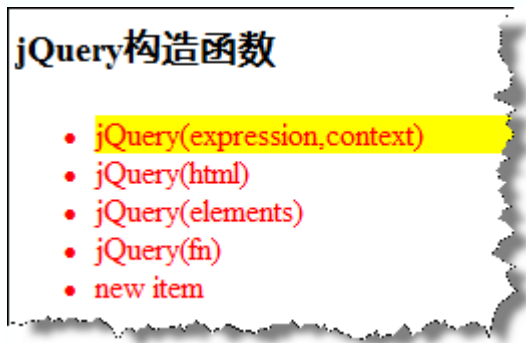 jQuery构造函数
• jQuery(expression,context)
• jQuery(html)
• jQuery(elements)
• jQuery(fn)
• new item